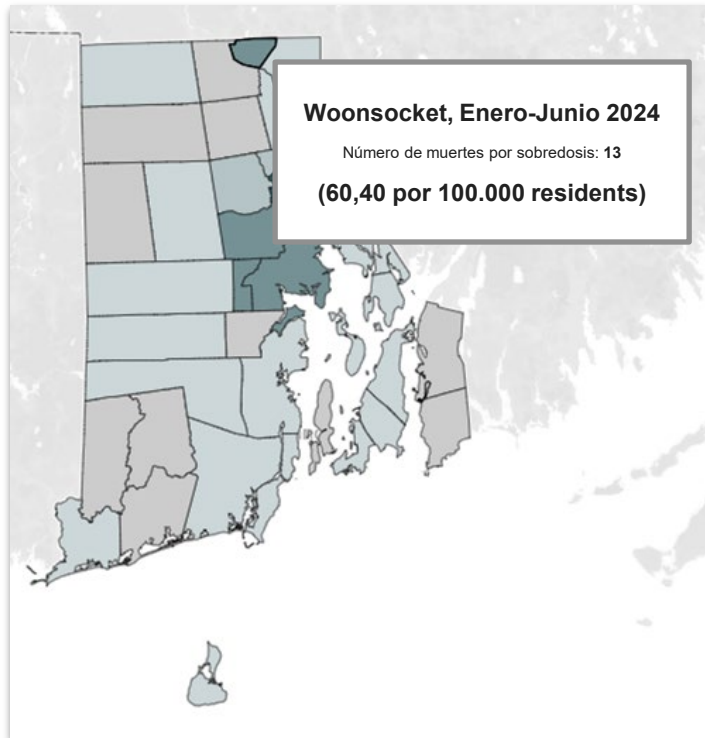 Woonsocket, Enero-Junio 2024
Número de muertes por sobredosis: 13
(60,40 por 100.000 residents)